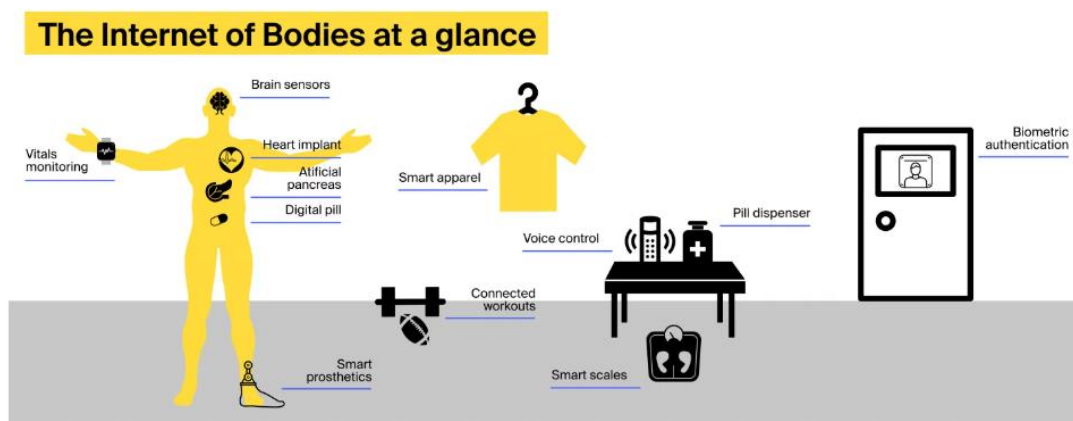 The Internet of Bodies at a glance
Brain sensors
Vitals
monitoring
Heart implant
Atificial
pancreas
Digital pill
Smart apparel
Biometric
authentication
Voice control
Pill dispenser
Connected
workouts
Smart
prosthetics
Smart scales